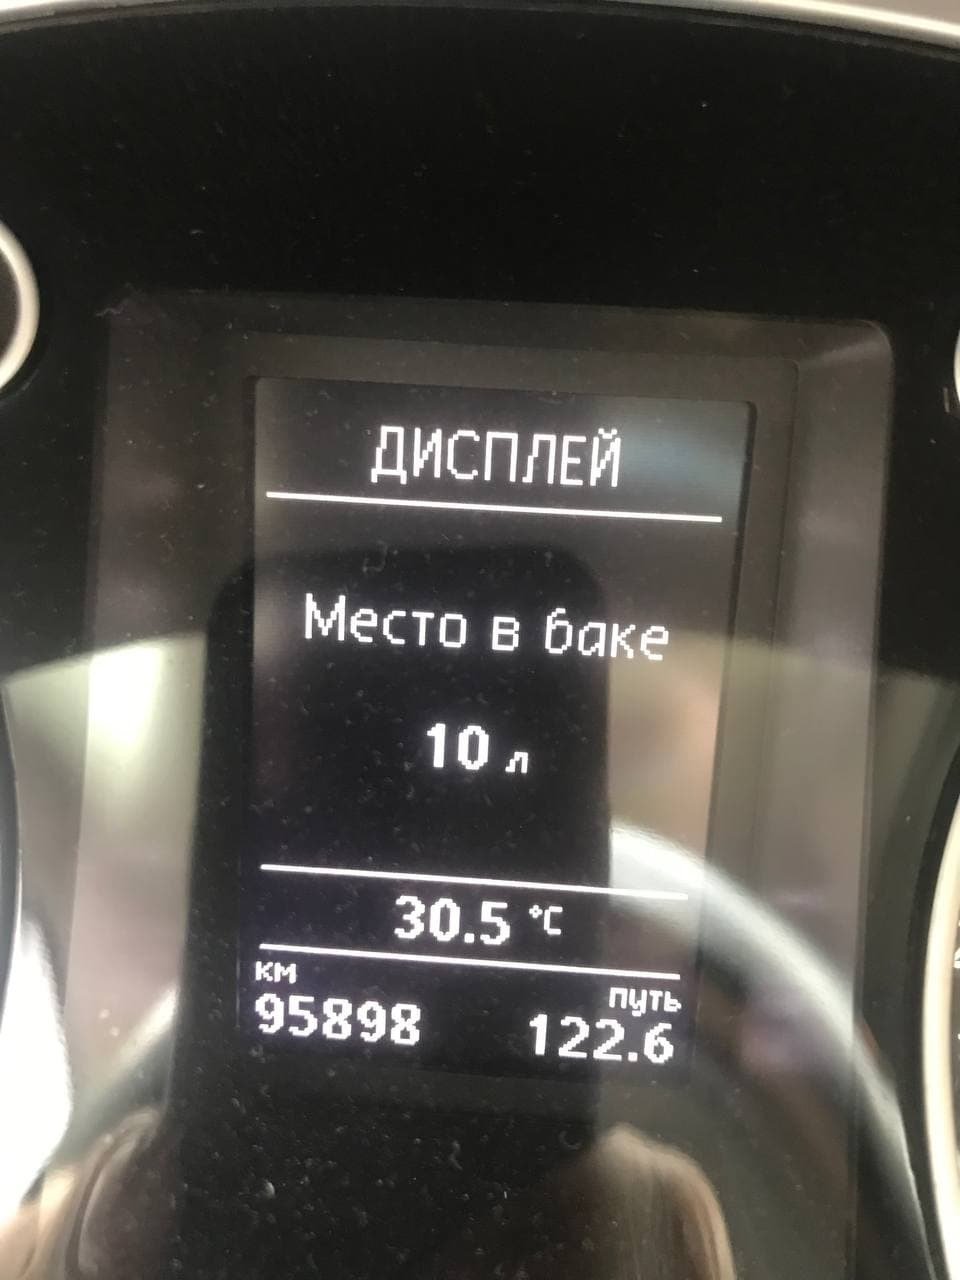 ДИСПЛЕЙ
Место в баке
10 л
30.5 °C
км
путь
95898
122.6